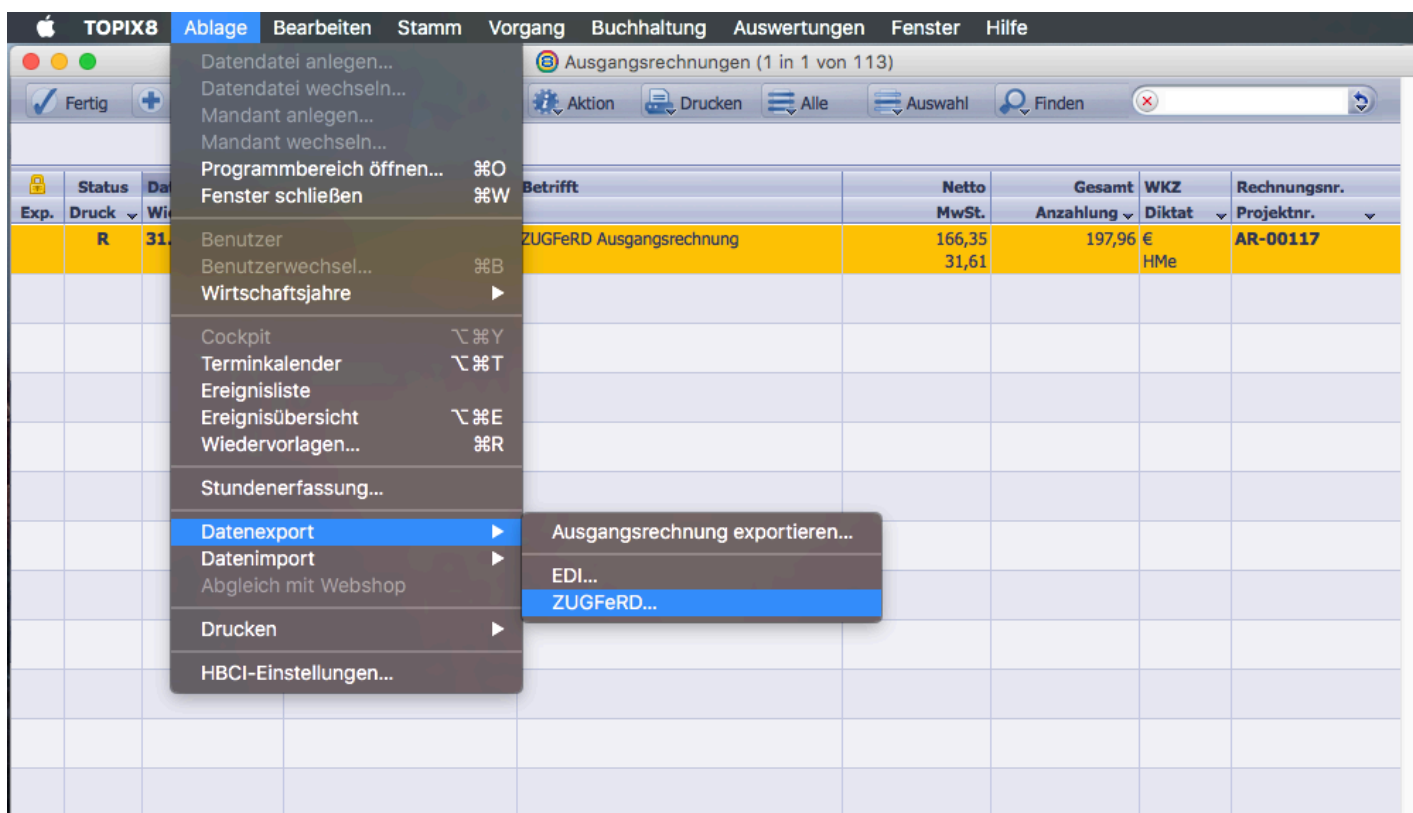 TOPIX8 Ablage Bearbeiten Stamm Vorgang Buchhaltung Auswertungen Fenster Hilfe
Ausgangsrechnungen (1 in 1 von 113)
Fertig Aktion Drucken Alle Auswahl Finden
Datendatei anlegen...
Datendatei wechseln...
Mandant anlegen...
Mandant wechseln...
Programmbereich öffnen... ⌘O
Fenster schließen ⌘W
Benutzer
Benutzerwechsel... ⌘B
Wirtschaftsjahre
Cockpit ⌥⌘Y
Terminkalender ⌥⌘T
Ereignisliste
Ereignisübersicht ⌥⌘E
Wiedervorlagen... ⌘R
Stundenerfassung...
Datenexport
Datenimport
Abgleich mit Webshop
Drucken
HBCI-Einstellungen...
Ausgangsrechnung exportieren...
EDI...
ZUGFeRD...
Status Betrifft Netto Gesamt WKZ Rechnungsnr.
Exp. Druck MwSt. Anzahlung Diktat Projektnr.
R 31. ZUGFeRD Ausgangsrechnung 166,35 197,96 € AR-00117
31,61 HMe